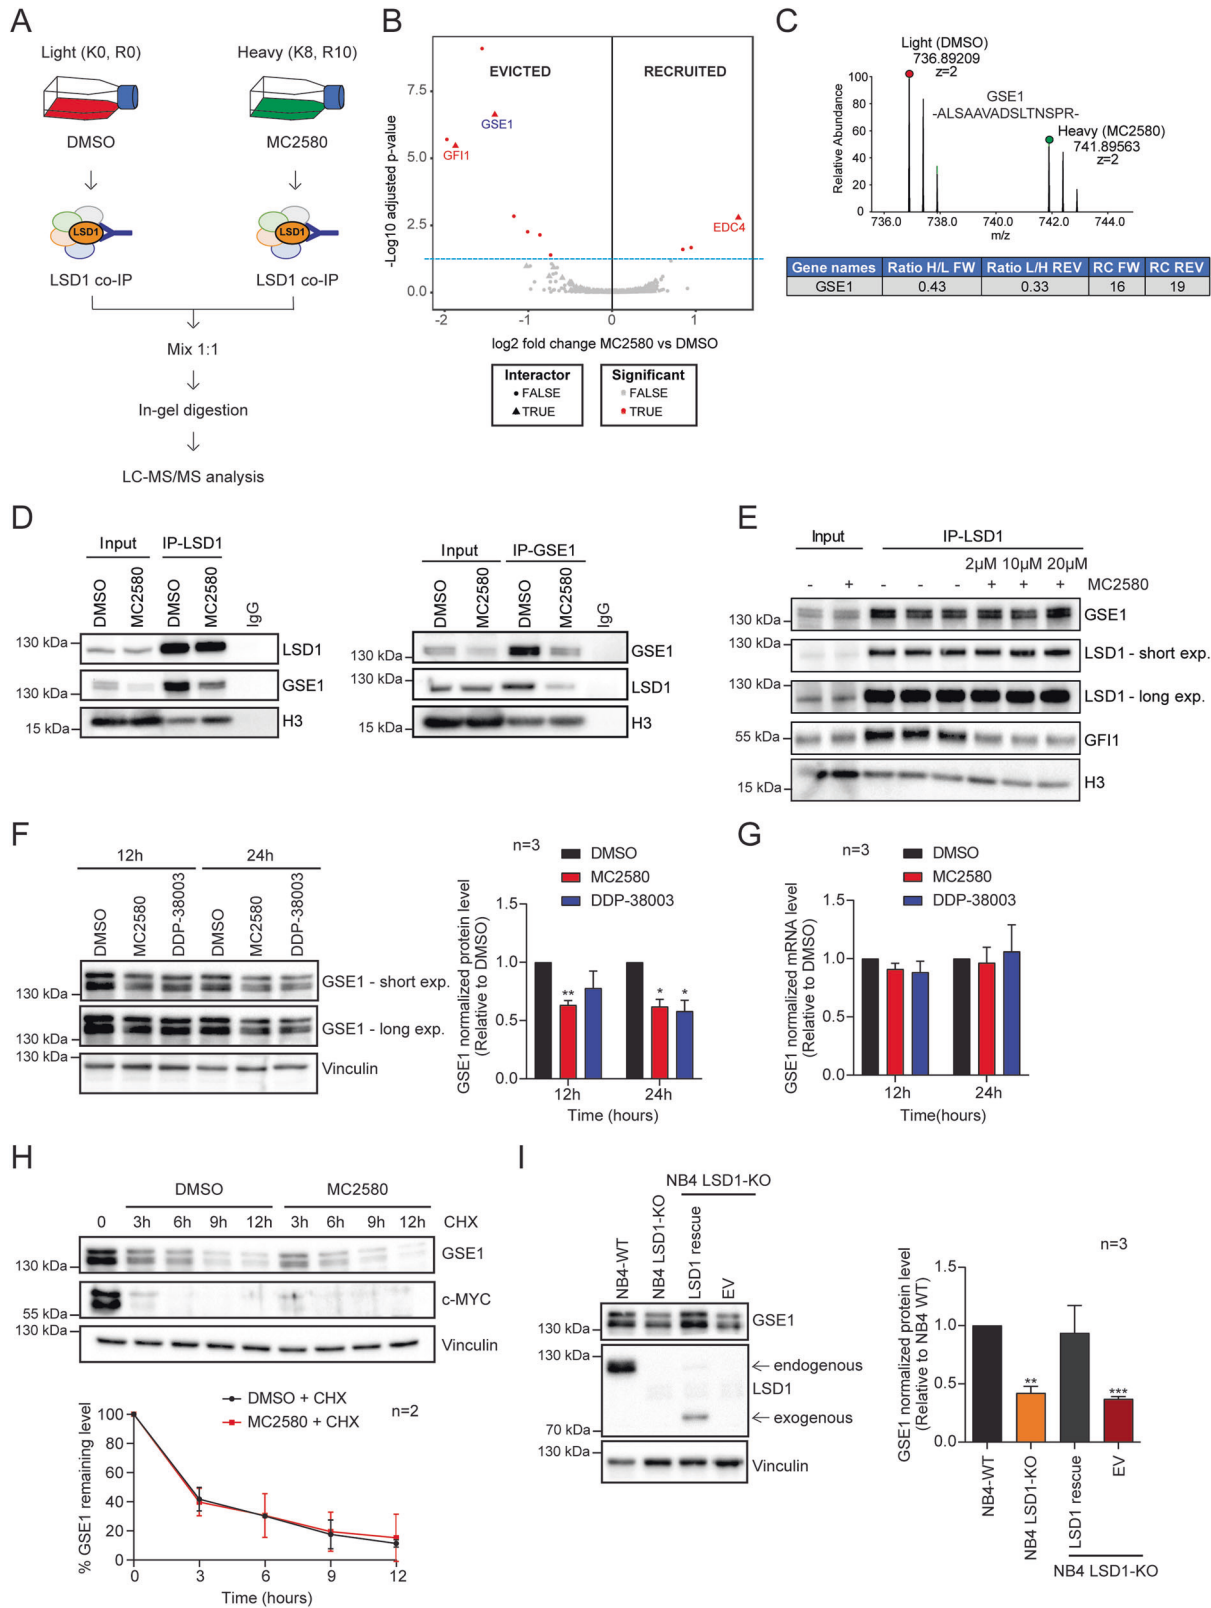 A
Light (K0, R0)
Heavy (K8, R10)
DMSO
MC2580
LSD1
LSD1
LSD1 co-IP
LSD1 co-IP
Mix 1:1
In-gel digestion
LC-MS/MS analysis
B
EVICTED
RECRUITED
GSE1
GFI1
EDC4
-Log10 adjusted p-value
7.5
5.0
2.5
0.0
-2
-1
0
1
log2 fold change MC2580 vs DMSO
Interactor
FALSE
TRUE
Significant
FALSE
TRUE
C
Light (DMSO)
736.89209
z=2
GSE1
-ALSAAVADSLTNSPR-
Heavy (MC2580)
741.89563
z=2
Relative Abundance
100
80
60
40
20
0
736.0
738.0
740.0
742.0
744.0
m/z
Gene names Ratio H/L FW Ratio L/H REV RC FW RC REV
GSE1 0.43 0.33 16 19
D
Input
IP-LSD1
DMSO
MC2580
DMSO
MC2580
IgG
130 kDa
LSD1
130 kDa
GSE1
15 kDa
H3
Input
IP-GSE1
DMSO
MC2580
DMSO
MC2580
IgG
130 kDa
GSE1
130 kDa
LSD1
15 kDa
H3
E
Input
IP-LSD1
2µM 10µM 20µM
- + - - - + + + MC2580
130 kDa
GSE1
130 kDa
LSD1 - short exp.
130 kDa
LSD1 - long exp.
55 kDa
GFI1
15 kDa
H3
F
12h
24h
DMSO
MC2580
DDP-38003
DMSO
MC2580
DDP-38003
130 kDa
GSE1 - short exp.
130 kDa
GSE1 - long exp.
130 kDa
Vinculin
n=3
DMSO
MC2580
DDP-38003
GSE1 normalized protein level
(Relative to DMSO)
1.5
1.0
0.5
0.0
**
*
*
12h
24h
Time (hours)
G
n=3
DMSO
MC2580
DDP-38003
GSE1 normalized mRNA level
(Relative to DMSO)
1.5
1.0
0.5
0.0
12h
24h
Time(hours)
H
DMSO
MC2580
0 3h 6h 9h 12h 3h 6h 9h 12h CHX
130 kDa
GSE1
55 kDa
c-MYC
130 kDa
Vinculin
DMSO + CHX
MC2580 + CHX
n=2
% GSE1 remaining level
100
80
60
40
20
0
0
3
6
9
12
Time (hours)
I
NB4 LSD1-KO
NB4-WT
NB4 LSD1-KO
LSD1 rescue
EV
130 kDa
GSE1
130 kDa
← endogenous
LSD1
← exogenous
70 kDa
130 kDa
Vinculin
n=3
GSE1 normalized protein level
(Relative to NB4 WT)
1.5
1.0
0.5
0.0
**
***
NB4-WT
NB4 LSD1-KO
LSD1 rescue
EV
NB4 LSD1-KO